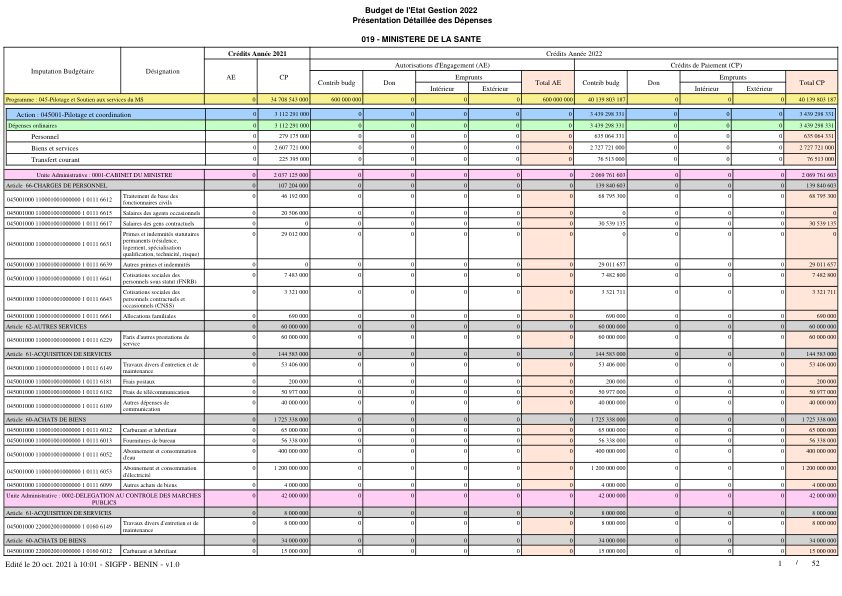 Budget de l'Etat Gestion 2022
Présentation Détaillée des Dépenses
019 - MINISTERE DE LA SANTE
Imputation Budgétaire Désignation Crédits Année 2021 Crédits Année 2022
Autorisations d'Engagement (AE) Crédits de Paiement (CP)
AE CP Contrib budg Don Emprunts Total AE Contrib budg Don Emprunts Total CP
Intérieur Extérieur Intérieur Extérieur
Programme : 045-Pilotage et Soutien aux services du MS 0 34 708 543 000 600 000 000 0 0 0 600 000 000 40 139 803 187 0 0 0 40 139 803 187
Action : 045001-Pilotage et coordination 0 3 112 291 000 0 0 0 0 0 3 439 298 331 0 0 0 3 439 298 331
Dépenses ordinaires 0 3 112 291 000 0 0 0 0 0 3 439 298 331 0 0 0 3 439 298 331
Personnel 0 279 175 000 0 0 0 0 0 635 064 331 0 0 0 635 064 331
Biens et services 0 2 607 721 000 0 0 0 0 0 2 727 721 000 0 0 0 2 727 721 000
Transfert courant 0 225 395 000 0 0 0 0 0 76 513 000 0 0 0 76 513 000
Unite Administrative : 0001-CABINET DU MINISTRE 0 2 037 125 000 0 0 0 0 0 2 069 761 603 0 0 0 2 069 761 603
Article 66-CHARGES DE PERSONNEL 0 107 204 000 0 0 0 0 0 139 840 603 0 0 0 139 840 603
045001000 110001001000000 1 0111 6612 Traitement de base des fonctionnaires civils 0 46 192 000 0 0 0 0 0 68 795 300 0 0 0 68 795 300
045001000 110001001000000 1 0111 6615 Salaires des agents occasionnels 0 20 506 000 0 0 0 0 0 0 0 0 0 0
045001000 110001001000000 1 0111 6617 Salaires des gens contractuels 0 0 0 0 0 0 0 30 539 135 0 0 0 30 539 135
045001000 110001001000000 1 0111 6631 Primes et indemnités statutaires permanents (résidence, logement, spécialisation qualification, technicité, risque) 0 29 012 000 0 0 0 0 0 0 0 0 0 0
045001000 110001001000000 1 0111 6639 Autres primes et indemnités 0 0 0 0 0 0 0 29 011 657 0 0 0 29 011 657
045001000 110001001000000 1 0111 6641 Cotisations sociales des personnels sous statut (FNRB) 0 7 483 000 0 0 0 0 0 7 482 800 0 0 0 7 482 800
045001000 110001001000000 1 0111 6643 Cotisations sociales des personnels contractuels et occasionnels (CNSS) 0 3 321 000 0 0 0 0 0 3 321 711 0 0 0 3 321 711
045001000 110001001000000 1 0111 6661 Allocations familiales 0 690 000 0 0 0 0 0 690 000 0 0 0 690 000
Article 62-AUTRES SERVICES 0 60 000 000 0 0 0 0 0 60 000 000 0 0 0 60 000 000
045001000 110001001000000 1 0111 6229 Farts d'autres prestations de service 0 60 000 000 0 0 0 0 0 60 000 000 0 0 0 60 000 000
Article 61-ACQUISITION DE SERVICES 0 144 583 000 0 0 0 0 0 144 583 000 0 0 0 144 583 000
045001000 110001001000000 1 0111 6149 Travaux divers d'entretien et de maintenance 0 53 406 000 0 0 0 0 0 53 406 000 0 0 0 53 406 000
045001000 110001001000000 1 0111 6181 Frais postaux 0 200 000 0 0 0 0 0 200 000 0 0 0 200 000
045001000 110001001000000 1 0111 6182 Frais de télécommunication 0 50 977 000 0 0 0 0 0 50 977 000 0 0 0 50 977 000
045001000 110001001000000 1 0111 6189 Autres dépenses de communication 0 40 000 000 0 0 0 0 0 40 000 000 0 0 0 40 000 000
Article 60-ACHATS DE BIENS 0 1 725 338 000 0 0 0 0 0 1 725 338 000 0 0 0 1 725 338 000
045001000 110001001000000 1 0111 6012 Carburant et lubrifiant 0 65 000 000 0 0 0 0 0 65 000 000 0 0 0 65 000 000
045001000 110001001000000 1 0111 6013 Fournitures de bureau 0 56 338 000 0 0 0 0 0 56 338 000 0 0 0 56 338 000
045001000 110001001000000 1 0111 6052 Abonnement et consommation d'eau 0 400 000 000 0 0 0 0 0 400 000 000 0 0 0 400 000 000
045001000 110001001000000 1 0111 6053 Abonnement et consommation d'électricité 0 1 200 000 000 0 0 0 0 0 1 200 000 000 0 0 0 1 200 000 000
045001000 110001001000000 1 0111 6099 Autres achats de biens 0 4 000 000 0 0 0 0 0 4 000 000 0 0 0 4 000 000
Unite Administrative : 0002-DELEGATION AU CONTROLE DES MARCHES PUBLICS 0 42 000 000 0 0 0 0 0 42 000 000 0 0 0 42 000 000
Article 61-ACQUISITION DE SERVICES 0 8 000 000 0 0 0 0 0 8 000 000 0 0 0 8 000 000
045001000 220002001000000 1 0160 6149 Travaux divers d'entretien et de maintenance 0 8 000 000 0 0 0 0 0 8 000 000 0 0 0 8 000 000
Article 60-ACHATS DE BIENS 0 34 000 000 0 0 0 0 0 34 000 000 0 0 0 34 000 000
045001000 220002001000000 1 0160 6012 Carburant et lubrifiant 0 15 000 000 0 0 0 0 0 15 000 000 0 0 0 15 000 000
Edité le 20 oct. 2021 à 10:01 - SIGFP - BENIN - v1.0 1 / 52